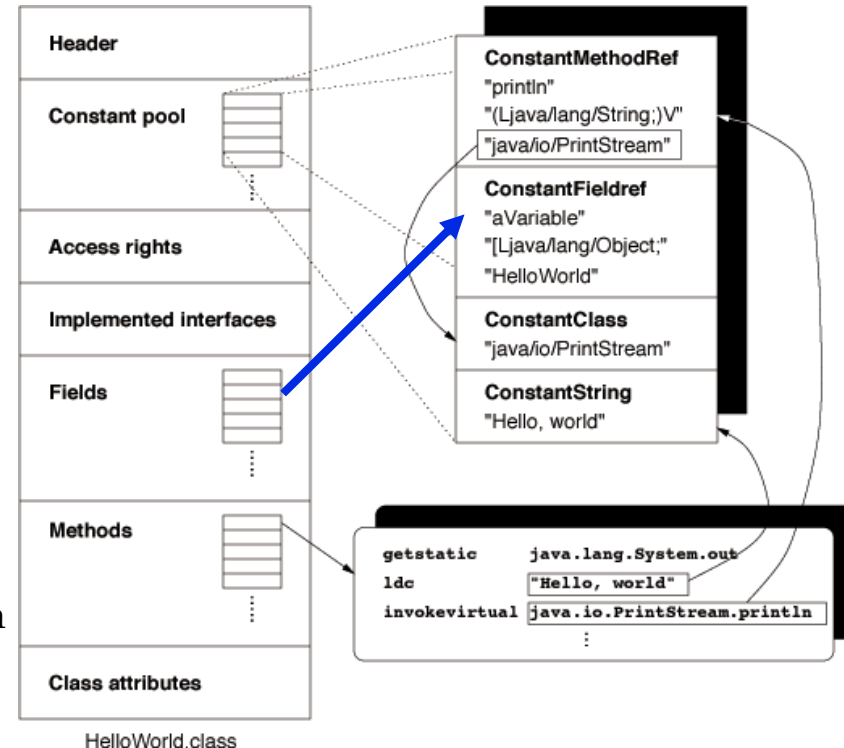 Header
Constant pool
Access rights
Implemented interfaces
Fields
Methods
Class attributes
HelloWorld.class
ConstantMethodRef
"println"
"(Ljava/lang/String;)V"
"java/io/PrintStream"
ConstantFieldref
"aVariable"
"[Ljava/lang/Object;"
"HelloWorld"
ConstantClass
"java/io/PrintStream"
ConstantString
"Hello, world"
getstatic java.lang.System.out
ldc "Hello, world"
invokevirtual java.io.PrintStream.println